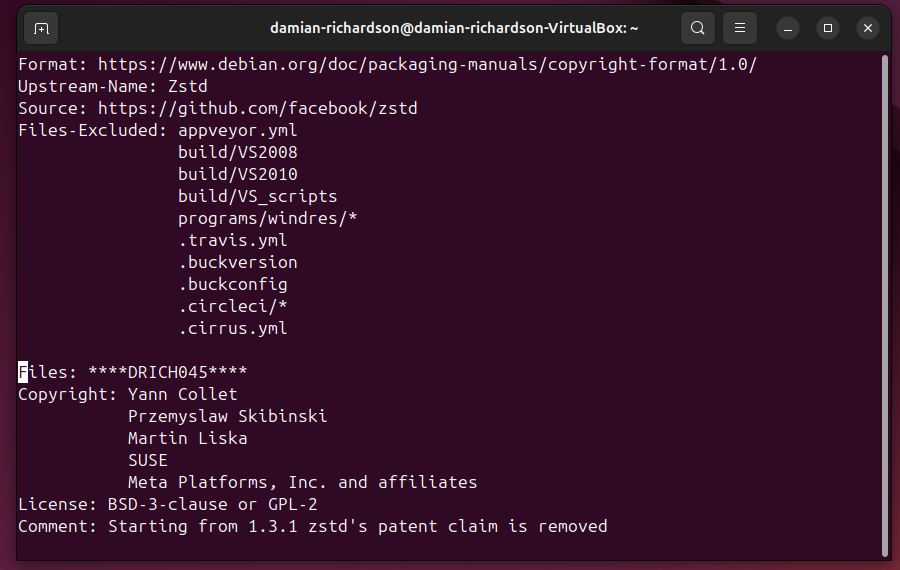 damian-richardson@damian-richardson-VirtualBox: ~
Format: https://www.debian.org/doc/packaging-manuals/copyright-format/1.0/
Upstream-Name: Zstd
Source: https://github.com/facebook/zstd
Files-Excluded: appveyor.yml
                build/VS2008
                build/VS2010
                build/VS_scripts
                programs/windres/*
                .travis.yml
                .buckversion
                .buckconfig
                .circleci/*
                .cirrus.yml

Files: ****DRICH045****
Copyright: Yann Collet
           Przemyslaw Skibinski
           Martin Liska
           SUSE
           Meta Platforms, Inc. and affiliates
License: BSD-3-clause or GPL-2
Comment: Starting from 1.3.1 zstd's patent claim is removed